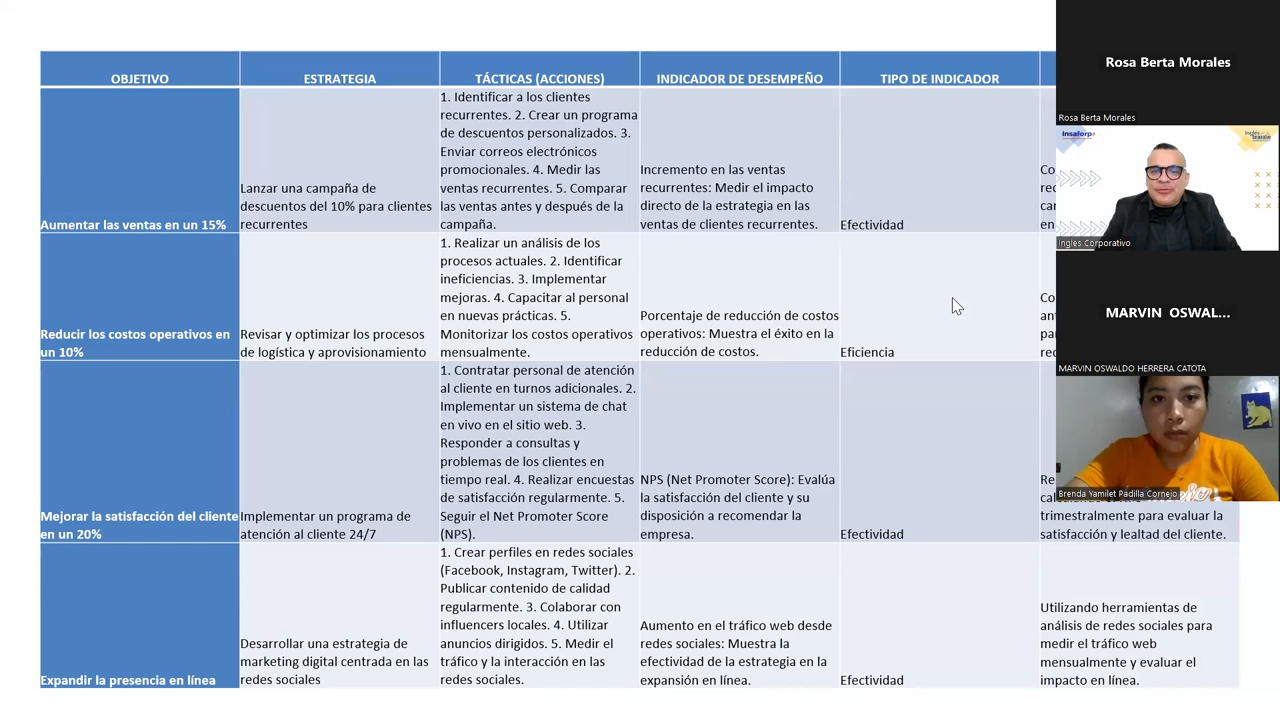 OBJETIVO
ESTRATEGIA
TÁCTICAS (ACCIONES)
INDICADOR DE DESEMPEÑO
TIPO DE INDICADOR
Aumentar las ventas en un 15%
Lanzar una campaña de
descuentos del 10% para clientes
recurrentes
1. Identificar a los clientes
recurrentes. 2. Crear un programa
de descuentos personalizados. 3.
Enviar correos electrónicos
promocionales. 4. Medir las
ventas recurrentes. 5. Comparar
las ventas antes y después de la
campaña.
Incremento en las ventas
recurrentes: Medir el impacto
directo de la estrategia en las
ventas de clientes recurrentes.
Efectividad
Reducir los costos operativos en
un 10%
Revisar y optimizar los procesos
de logística y aprovisionamiento
1. Realizar un análisis de los
procesos actuales. 2. Identificar
ineficiencias. 3. Implementar
mejoras. 4. Capacitar al personal
en nuevas prácticas. 5.
Monitorizar los costos operativos
mensualmente.
Porcentaje de reducción de costos
operativos: Muestra el éxito en la
reducción de costos.
Eficiencia
Mejorar la satisfacción del cliente
en un 20%
Implementar un programa de
atención al cliente 24/7
1. Contratar personal de atención
al cliente en turnos adicionales. 2.
Implementar un sistema de chat
en vivo en el sitio web. 3.
Responder a consultas y
problemas de los clientes en
tiempo real. 4. Realizar encuestas
de satisfacción regularmente. 5.
Seguir el Net Promoter Score
(NPS).
NPS (Net Promoter Score): Evalúa
la satisfacción del cliente y su
disposición a recomendar la
empresa.
Efectividad
trimestralmente para evaluar la
satisfacción y lealtad del cliente.
Expandir la presencia en línea
Desarrollar una estrategia de
marketing digital centrada en las
redes sociales
1. Crear perfiles en redes sociales
(Facebook, Instagram, Twitter). 2.
Publicar contenido de calidad
regularmente. 3. Colaborar con
influencers locales. 4. Utilizar
anuncios dirigidos. 5. Medir el
tráfico y la interacción en las
redes sociales.
Aumento en el tráfico web desde
redes sociales: Muestra la
efectividad de la estrategia en la
expansión en línea.
Efectividad
Utilizando herramientas de
análisis de redes sociales para
medir el tráfico web
mensualmente y evaluar el
impacto en línea.
Rosa Berta Morales
Rosa Berta Morales
Insaforp
Inglés Corporativo
MARVIN OSWAL...
MARVIN OSWALDO HERRERA CATOTA
Brenda Yamilet Padilla Cornejo